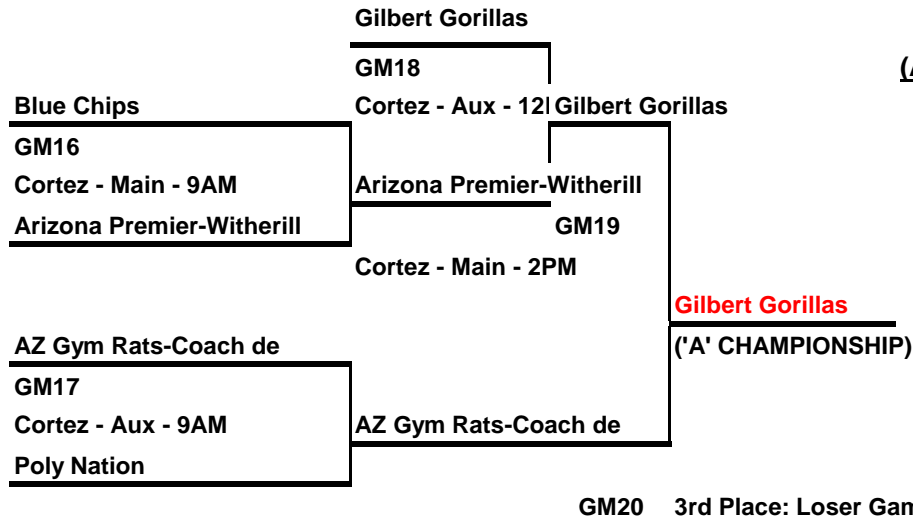 Gilbert Gorillas
GM18
(
Blue Chips
Cortez - Aux - 12
Gilbert Gorillas
GM16
Cortez - Main - 9AM
Arizona Premier-Witherill
Arizona Premier-Witherill
GM19
Cortez - Main - 2PM
Gilbert Gorillas
AZ Gym Rats-Coach de
('A' CHAMPIONSHIP)
GM17
Cortez - Aux - 9AM
AZ Gym Rats-Coach de
Poly Nation
GM20 3rd Place: Loser